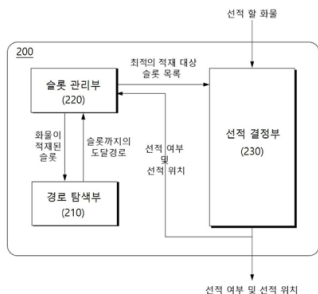 선적 할 화물
200
최적의 적재 대상
슬롯 목록
슬롯 관리부
(220)
선적 결정부
(230)
화물이
적재된
슬롯
슬롯까지의
도달경로
선적 여부
및
선적 위치
경로 탐색부
(210)
선적 여부 및 선적 위치